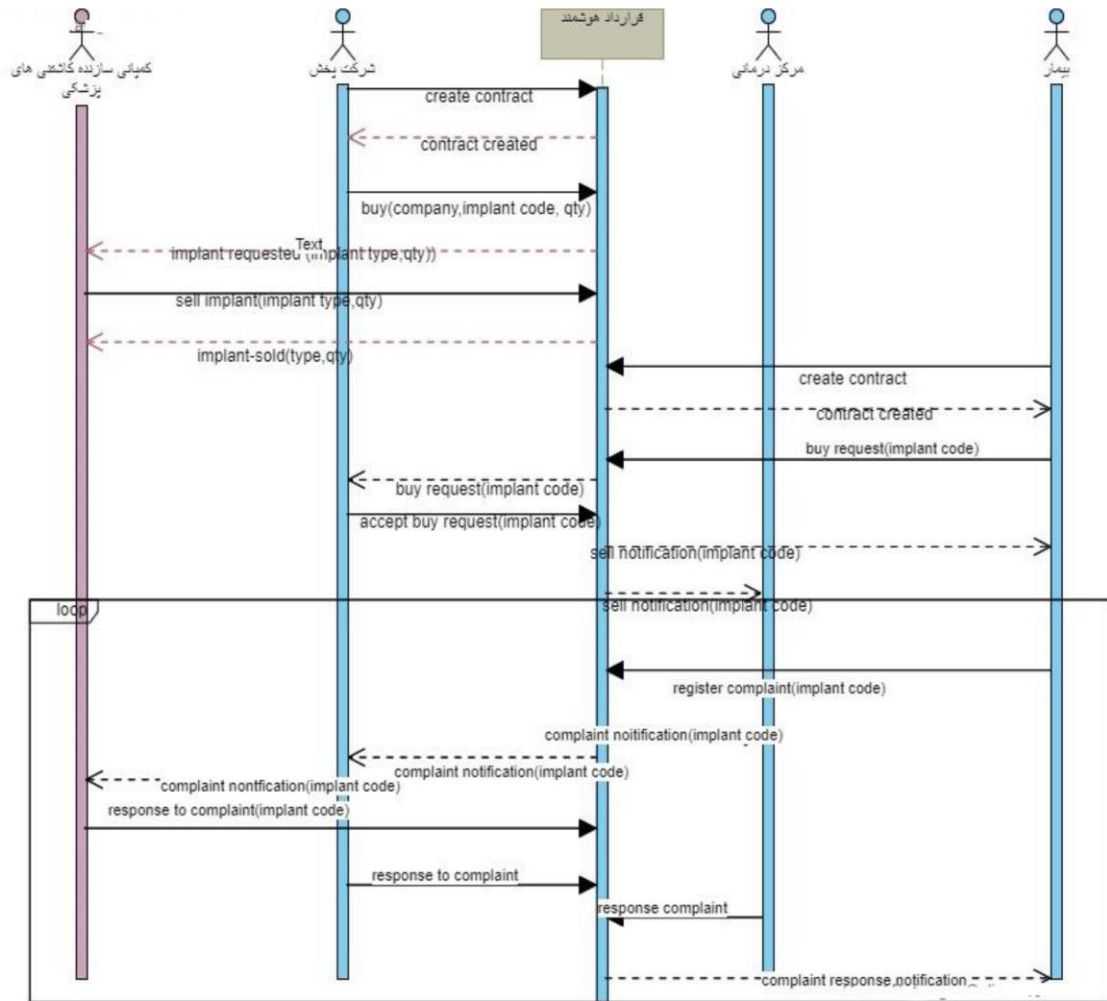 کمپانی سازنده کاشتنی های
پزشکی
شرکت پخش
قرارداد هوشمند
مرکز درمانی
بیمار
create contract
contract created
buy(company,implant code, qty)
Text
implant requested (implant type,qty))
sell implant(implant type,qty)
implant-sold(type,qty)
create contract
contract created
buy request(implant code)
buy request(implant code)
accept buy request(implant code)
sell notification(implant code)
sell notification(implant code)
loop
register complaint(implant code)
complaint noitification(implant code)
complaint notification(implant code)
complaint nontfication(implant code)
response to complaint(implant code)
response to complaint
response complaint
complaint response notification